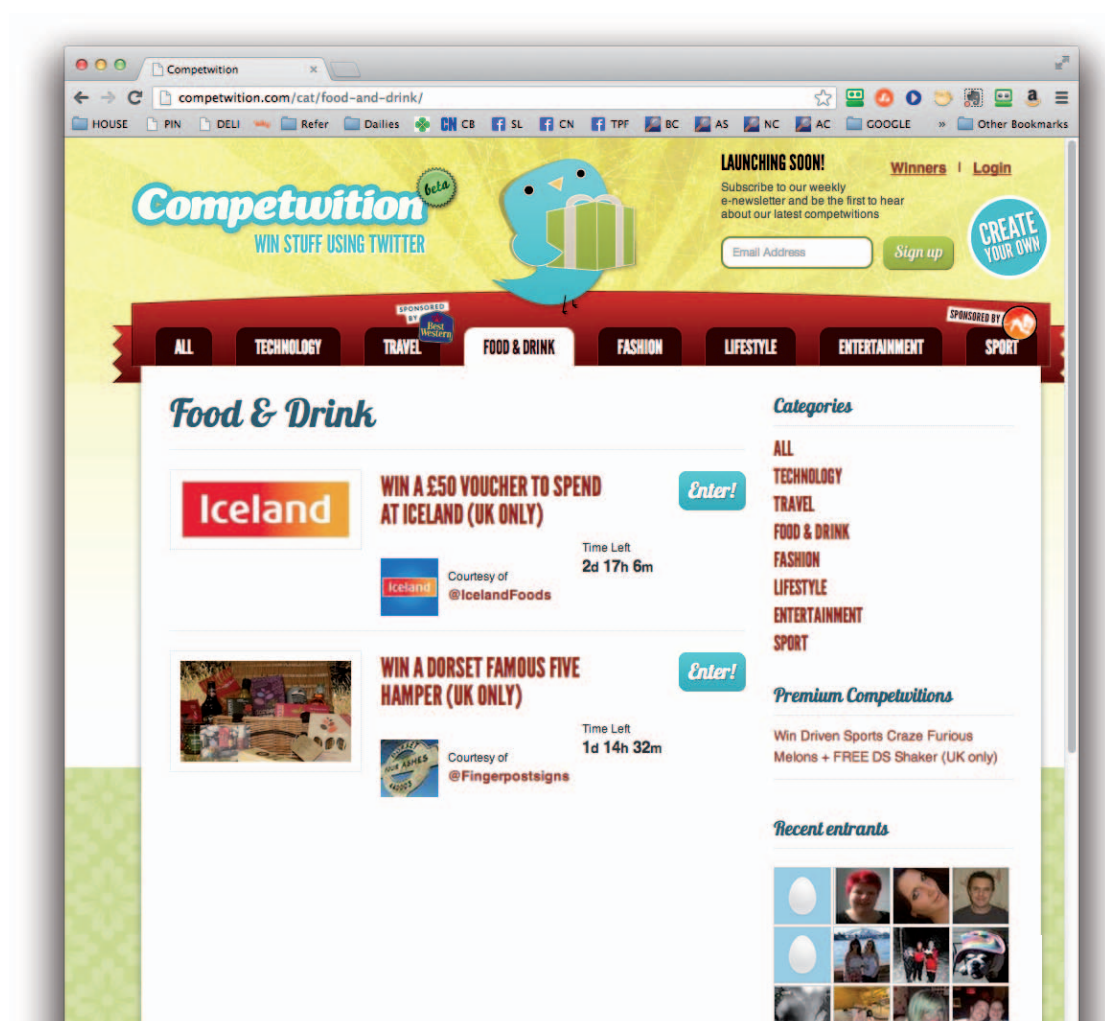 Competwition
competwition.com/cat/food-and-drink/
HOUSE PIN DELI Refer Dailies CN CB SL CN TPF BC AS NC AC GOOGLE » Other Bookmarks
Competwition
beta
WIN STUFF USING TWITTER
LAUNCHING SOON!
Subscribe to our weekly
e-newsletter and be the first to hear
about our latest competwitions
Email Address
Sign up
Winners | Login
CREATE
YOUR OWN
SPONSORED
BY
Best
Western
SPONSORED BY
ALL TECHNOLOGY TRAVEL FOOD & DRINK FASHION LIFESTYLE ENTERTAINMENT SPORT
Food & Drink
Iceland
WIN A £50 VOUCHER TO SPEND
AT ICELAND (UK ONLY)
Enter!
Time Left
2d 17h 6m
Iceland
Courtesy of
@IcelandFoods
WIN A DORSET FAMOUS FIVE
HAMPER (UK ONLY)
Enter!
Time Left
1d 14h 32m
DORSET
FOUR ASHES
Courtesy of
@Fingerpostsigns
Categories
ALL
TECHNOLOGY
TRAVEL
FOOD & DRINK
FASHION
LIFESTYLE
ENTERTAINMENT
SPORT
Premium Competwitions
Win Driven Sports Craze Furious
Melons + FREE DS Shaker (UK only)
Recent entrants